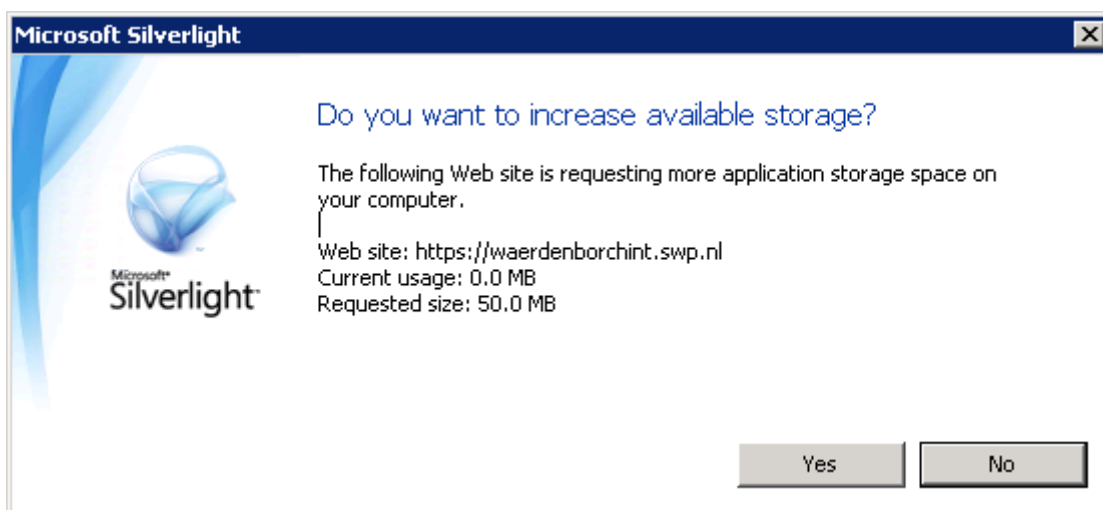 Microsoft Silverlight
Do you want to increase available storage?
The following Web site is requesting more application storage space on
your computer.
Web site: https://waerdenborchint.swp.nl
Current usage: 0.0 MB
Requested size: 50.0 MB
Microsoft®
Silverlight™
Yes
No